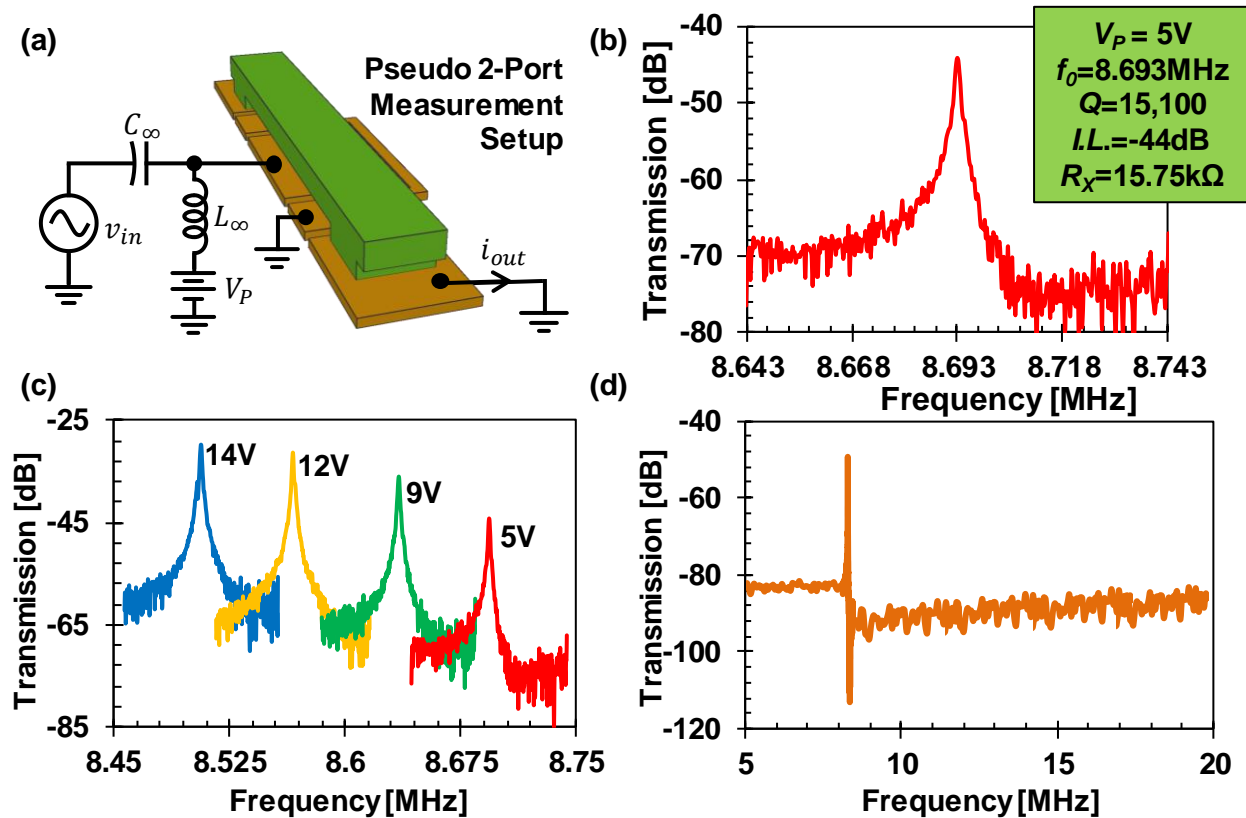 (a)
Pseudo 2-Port
Measurement
Setup
C∞
L∞
v_in
V_P
i_out
(b)
V_P = 5V
f_0=8.693MHz
Q=15,100
I.L.=-44dB
R_X=15.75kΩ
Transmission [dB]
-40
-50
-60
-70
-80
8.643 8.668 8.693 8.718 8.743
Frequency [MHz]
(c)
Transmission [dB]
-25
-45
-65
-85
14V 12V 9V 5V
8.45 8.525 8.6 8.675 8.75
Frequency [MHz]
(d)
Transmission [dB]
-40
-60
-80
-100
-120
5 10 15 20
Frequency [MHz]